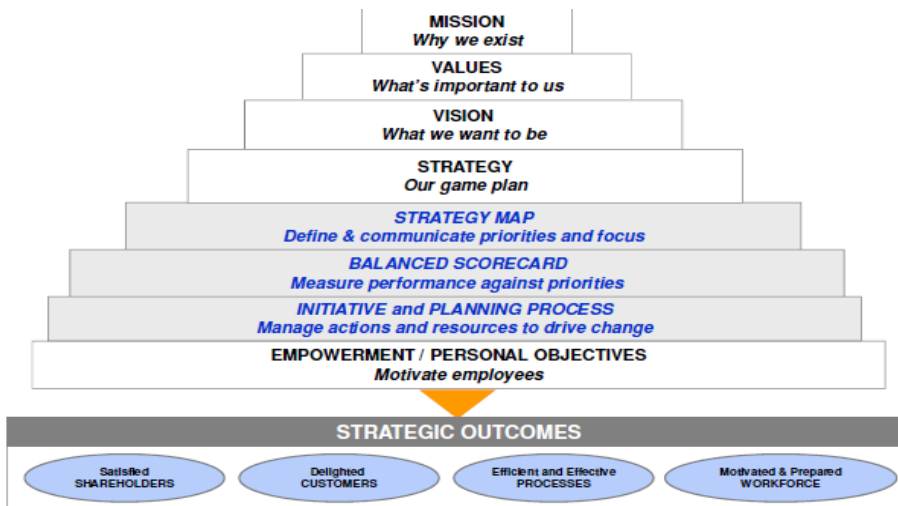 MISSION
Why we exist
VALUES
What's important to us
VISION
What we want to be
STRATEGY
Our game plan
STRATEGY MAP
Define & communicate priorities and focus
BALANCED SCORECARD
Measure performance against priorities
INITIATIVE and PLANNING PROCESS
Manage actions and resources to drive change
EMPOWERMENT / PERSONAL OBJECTIVES
Motivate employees
STRATEGIC OUTCOMES
Satisfied
SHAREHOLDERS
Delighted
CUSTOMERS
Efficient and Effective
PROCESSES
Motivated & Prepared
WORKFORCE